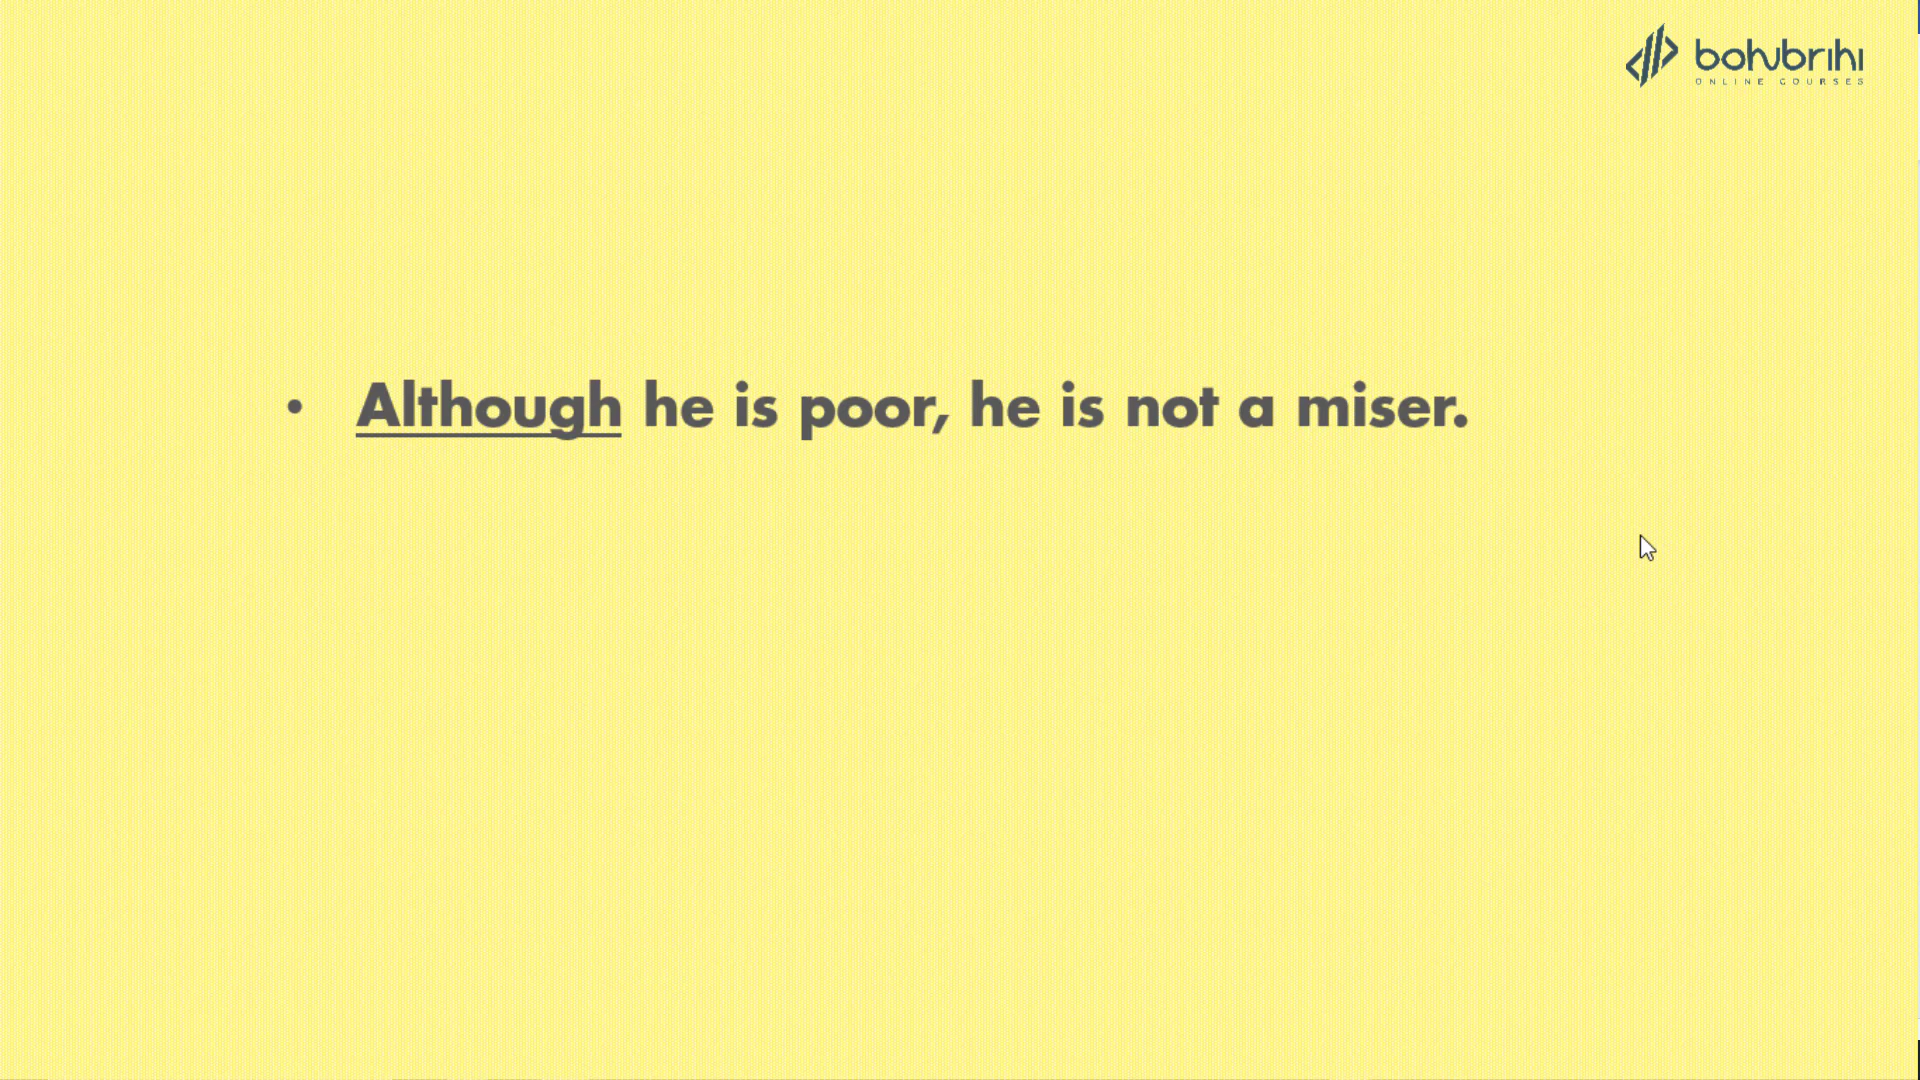 bohubrihi
ONLINE COURSES
• Although he is poor, he is not a miser.